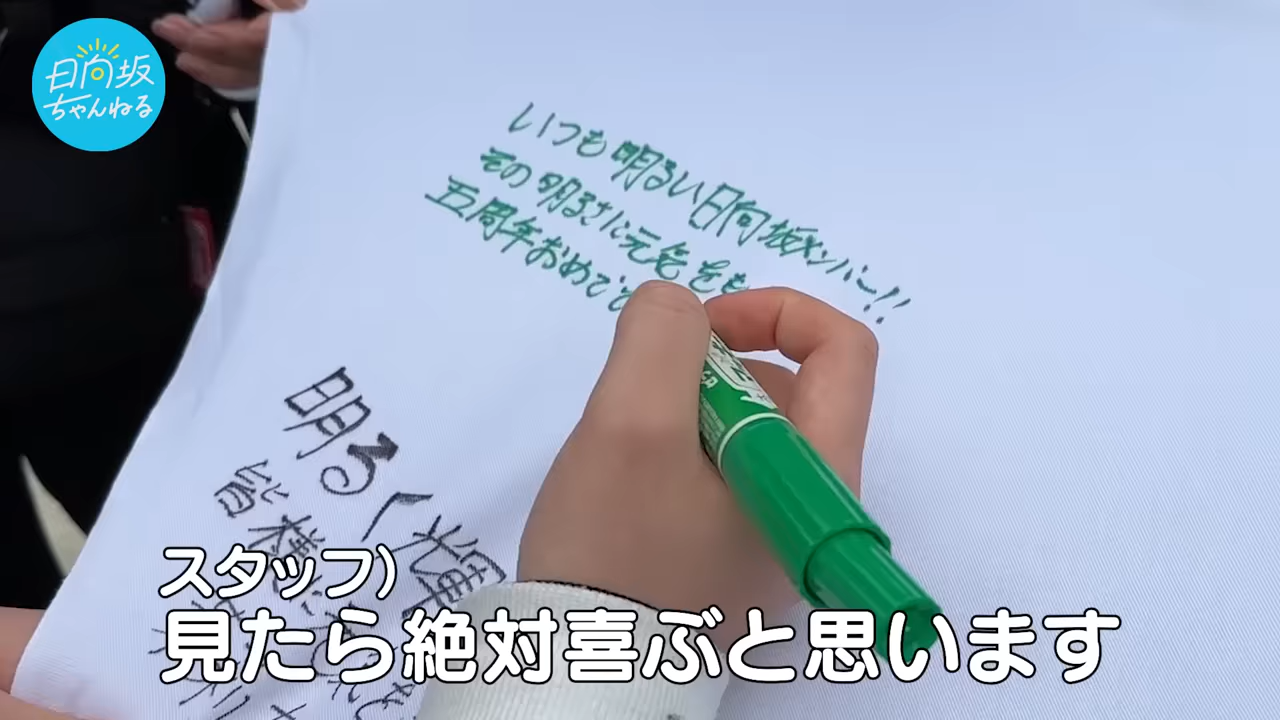 日向坂
ちゃんねる
いつも明るい日向坂メンバー!!
その明るさに元気をも
五周年おめでと
明る「輝
皆様
スタッフ)
見たら絶対喜ぶと思います